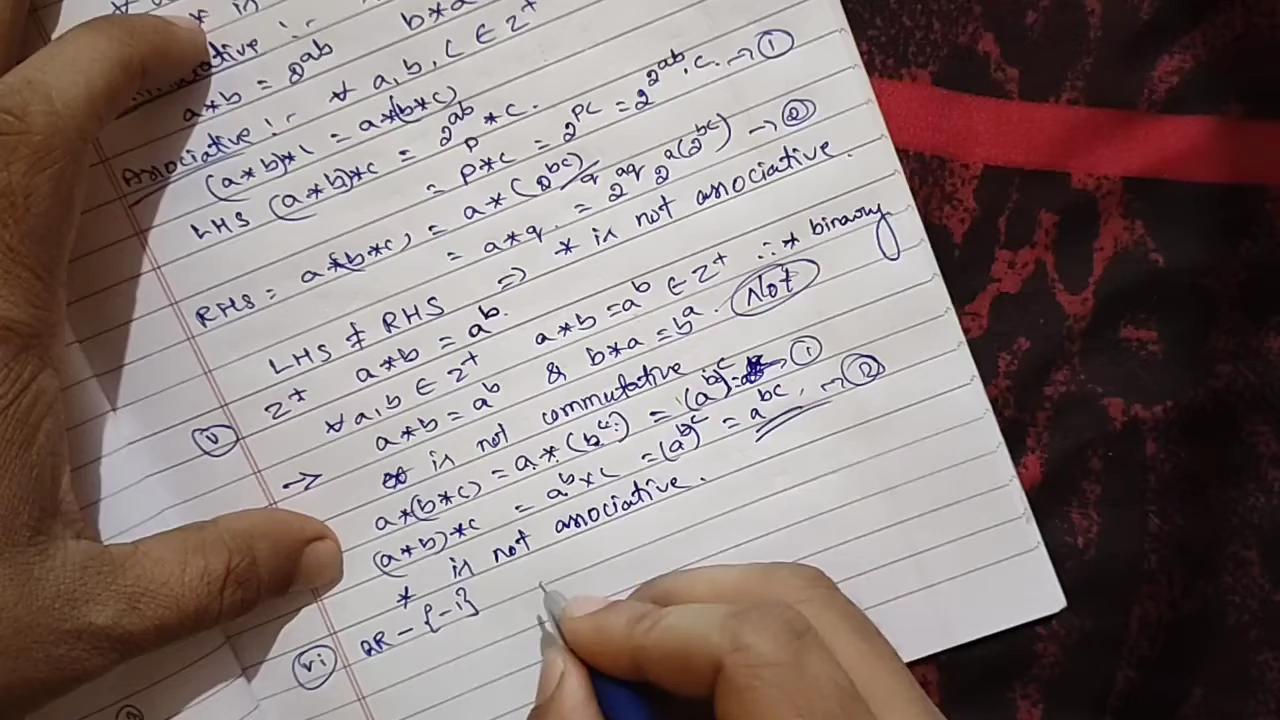 a*b = 2^ab b*a
Associative :- ∀ a, b, c ∈ Z⁺
(a*b)*c = a*(b*c)
LHS (a*b)*c = 2^ab * c.
= P*c = 2^Pc = 2^2^ab.c → ①
RHS = a*(b*c) = a*(2^bc)
= a*q. = 2^aq 2^a(2^bc) → ②
LHS ≠ RHS ⇒ * is not associative.
ⓥ Z⁺ a*b = a^b.
∀ a,b ∈ Z⁺ a*b = a^b ∈ Z⁺ ∴ * binary
→ a*b = a^b & b*a = b^a. Not
is not commutative.
a*(b*c) = a*(b^c) = (a)^b^c = → ①
(a*b)*c = a^b*c = (a^b)^c = a^bc. → ②
* is not associative.
(vi) R - {-1}